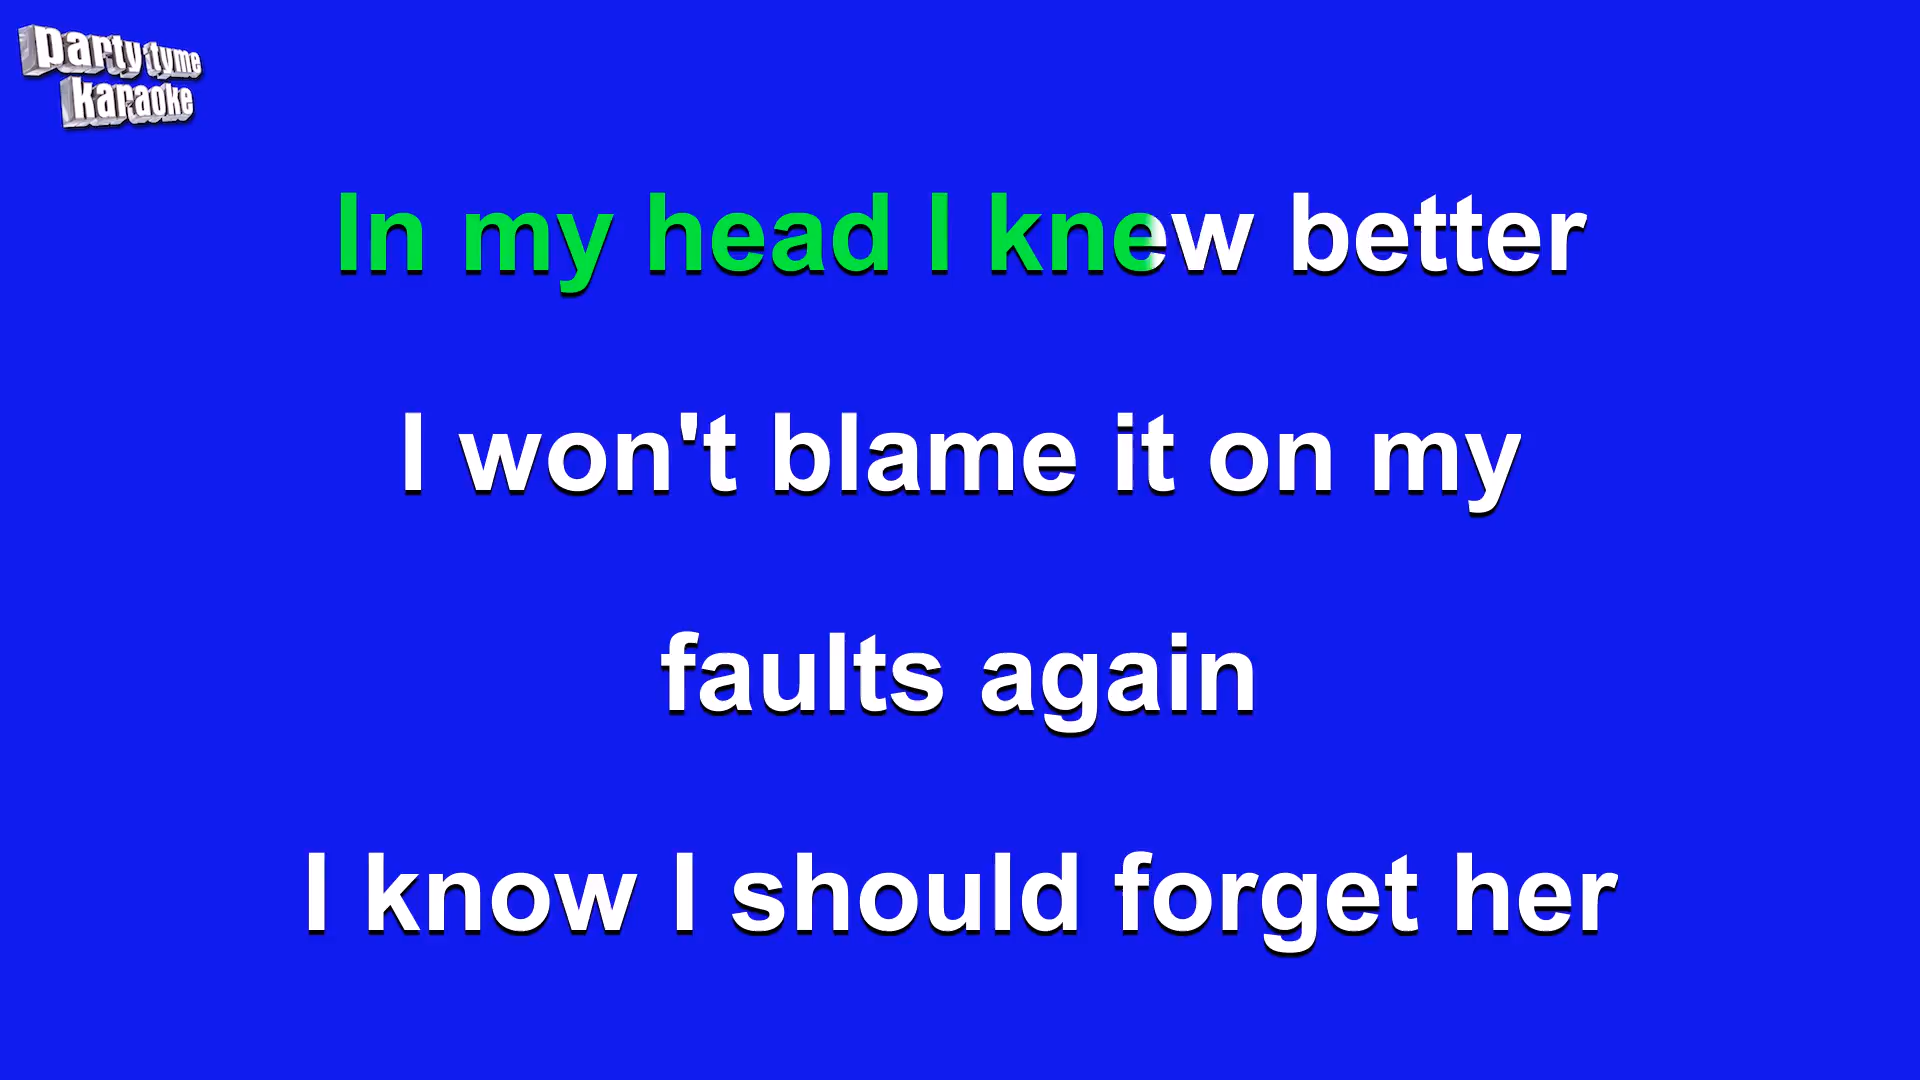 party tyme
karaoke
In my head I knew better
I won't blame it on my
faults again
I know I should forget her